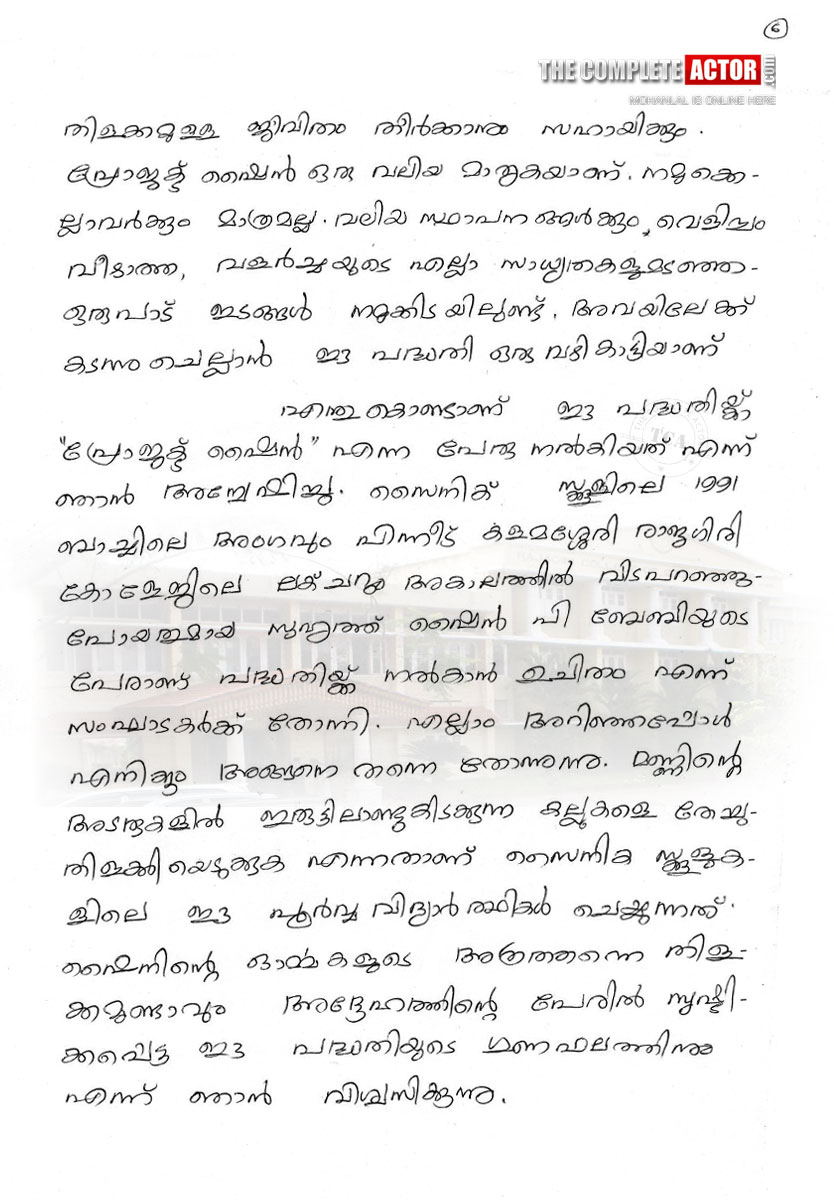 6
THE COMPLETE ACTOR .COM
MOHANLAL IS ONLINE HERE
തിളക്കമുള്ള ജീവിതം തീർക്കാനും സഹായിക്കും.
പ്രോജക്ട് ഷൈൻ ഒരു വലിയ മാതൃകയാണ്. നമുക്കെ-
ല്ലാവർക്കും മാത്രമല്ല. വലിയ സ്ഥാപനങ്ങൾക്കും, വെളിച്ചം
വീഴാത്ത, വളർച്ചയുടെ എല്ലാ സാധ്യതകളുമടഞ്ഞ-
ഒരുപാട് ഇടങ്ങൾ നമുക്കിടയിലുണ്ട്. അവയിലേക്ക്
കടന്നുചെല്ലാൻ ഈ പദ്ധതി ഒരു വഴികാട്ടിയാണ്
എന്തുകൊണ്ടാണ് ഈ പദ്ധതിയ്ക്ക്
"പ്രോജക്ട് ഷൈൻ" എന്ന പേരു നൽകിയത് എന്ന്
ഞാൻ അന്വേഷിച്ചു. സൈനിക് സ്കൂളിലെ 1991
ബാച്ചിലെ അംഗവും പിന്നീട് കളമശ്ശേരി രാജഗിരി
കോളേജിലെ ലക്ചററും അകാലത്തിൽ വിടപറഞ്ഞു-
പോയതുമായ സുഹൃത്ത് ഷൈൻ പി ബേബിയുടെ
പേരാണ് പദ്ധതിയ്ക്ക് നൽകാൻ ഉചിതം എന്ന്
സംഘാടകർക്ക് തോന്നി. എല്ലാം അറിഞ്ഞപ്പോൾ
എനിക്കും അങ്ങനെ തന്നെ തോന്നുന്നു. മണ്ണിന്റെ
അടരുകളിൽ ഇരുട്ടിലാണ്ടുകിടക്കുന്ന കല്ലുകളെ തേച്ചു-
തിളക്കിയെടുക്കുക എന്നതാണ് സൈനിക സ്കൂളുക-
ളിലെ ഈ പൂർവ്വ വിദ്യാർത്ഥികൾ ചെയ്യുന്നത്.
ഷൈനിന്റെ ഓർമ്മകളുടെ അത്രതന്നെ തിള-
ക്കമുണ്ടാവും അദ്ദേഹത്തിന്റെ പേരിൽ സൃഷ്ടി-
ക്കപ്പെട്ട ഈ പദ്ധതിയുടെ ഗുണഫലത്തിനും
എന്ന് ഞാൻ വിശ്വസിക്കുന്നു.